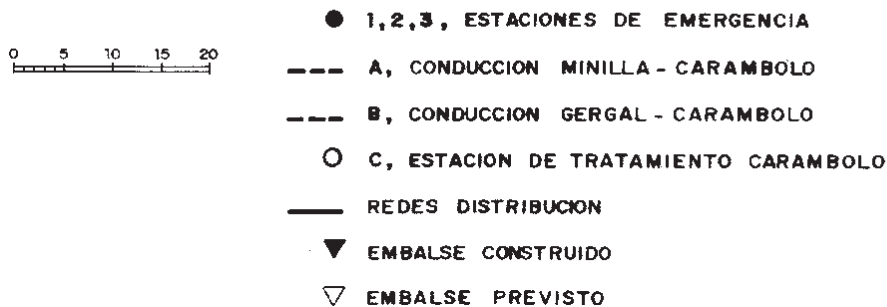 1,2,3, ESTACIONES DE EMERGENCIA
0 5 10 15 20
A, CONDUCCION MINILLA-CARAMBOLO
B, CONDUCCION GERGAL-CARAMBOLO
C, ESTACION DE TRATAMIENTO CARAMBOLO
REDES DISTRIBUCION
EMBALSE CONSTRUIDO
EMBALSE PREVISTO